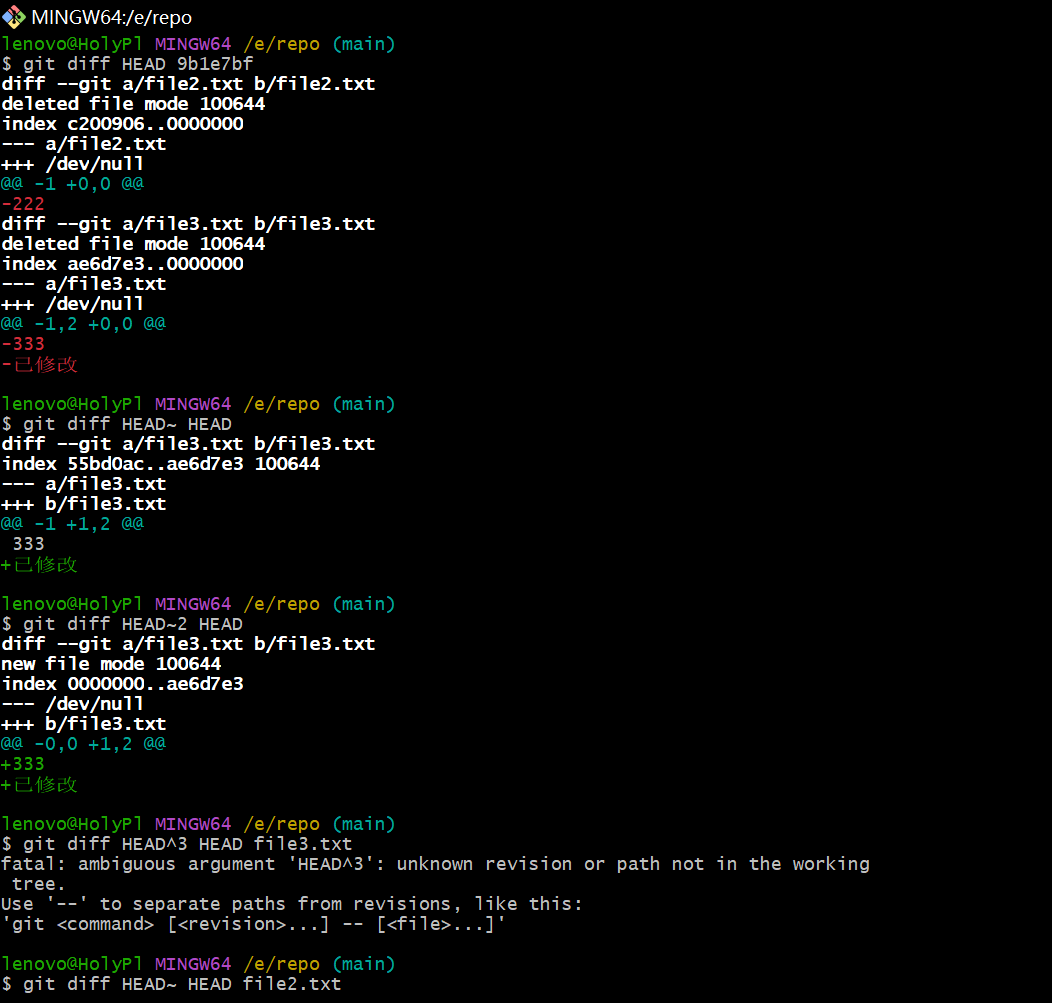 MINGW64:/e/repo
lenovo@HolyPl MINGW64 /e/repo (main)
$ git diff HEAD 9b1e7bf
diff --git a/file2.txt b/file2.txt
deleted file mode 100644
index c200906..0000000
--- a/file2.txt
+++ /dev/null
@@ -1 +0,0 @@
-222
diff --git a/file3.txt b/file3.txt
deleted file mode 100644
index ae6d7e3..0000000
--- a/file3.txt
+++ /dev/null
@@ -1,2 +0,0 @@
-333
-已修改
lenovo@HolyPl MINGW64 /e/repo (main)
$ git diff HEAD~ HEAD
diff --git a/file3.txt b/file3.txt
index 55bd0ac..ae6d7e3 100644
--- a/file3.txt
+++ b/file3.txt
@@ -1 +1,2 @@
 333
+已修改
lenovo@HolyPl MINGW64 /e/repo (main)
$ git diff HEAD~2 HEAD
diff --git a/file3.txt b/file3.txt
new file mode 100644
index 0000000..ae6d7e3
--- /dev/null
+++ b/file3.txt
@@ -0,0 +1,2 @@
+333
+已修改
lenovo@HolyPl MINGW64 /e/repo (main)
$ git diff HEAD^3 HEAD file3.txt
fatal: ambiguous argument 'HEAD^3': unknown revision or path not in the working
 tree.
Use '--' to separate paths from revisions, like this:
'git <command> [<revision>...] -- [<file>...]'
lenovo@HolyPl MINGW64 /e/repo (main)
$ git diff HEAD~ HEAD file2.txt